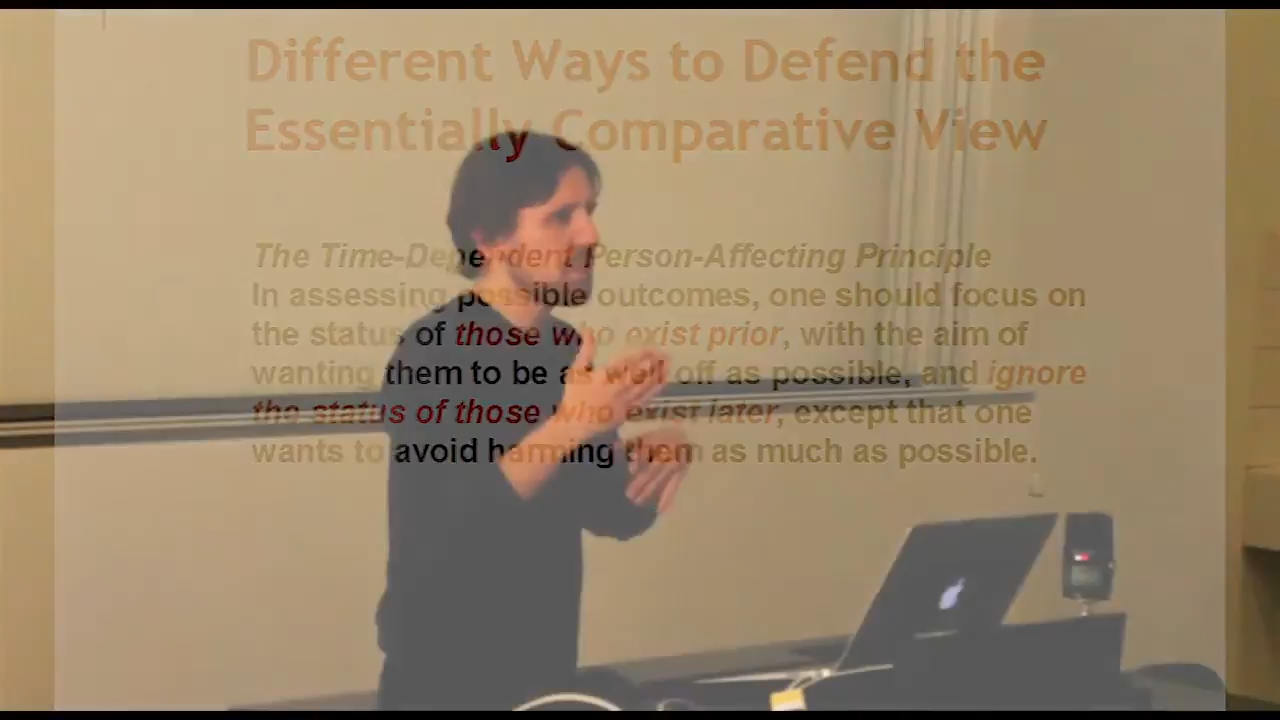 Different Ways to Defend the
Essentially Comparative View
The Time-Dependent Person-Affecting Principle
In assessing possible outcomes, one should focus on
the status of those who exist prior, with the aim of
wanting them to be as well off as possible, and ignore
the status of those who exist later, except that one
wants to avoid harming them as much as possible.